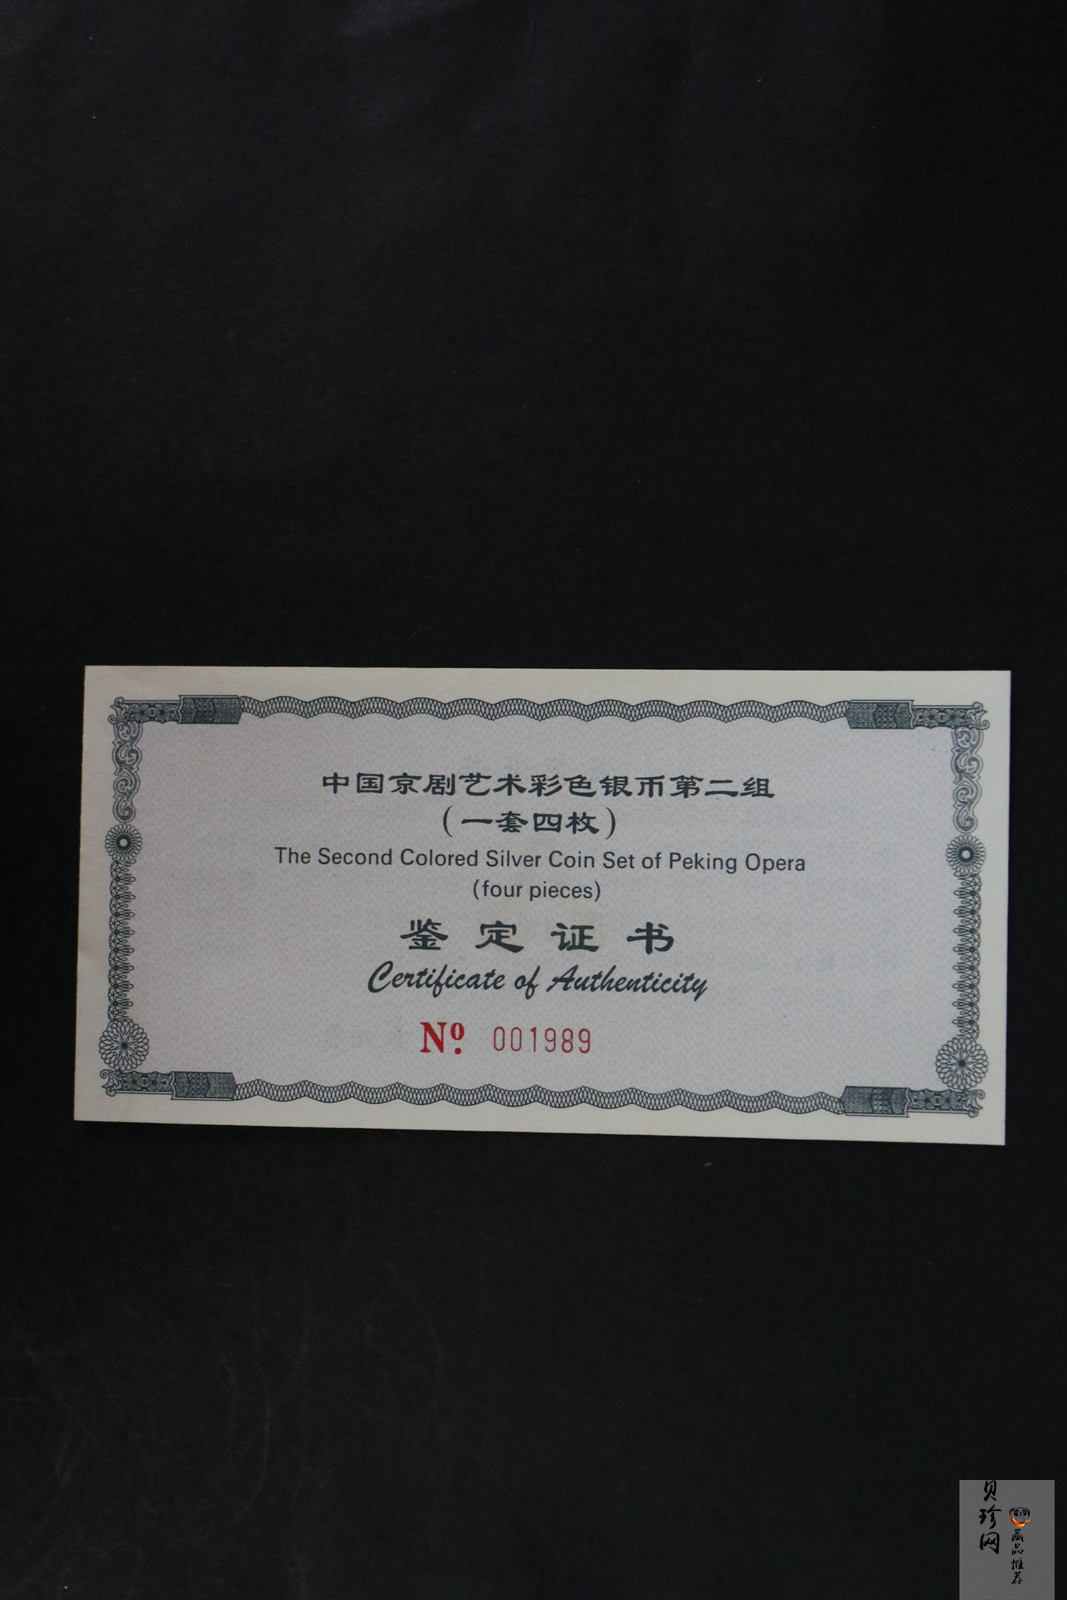 中国京剧艺术彩色银币第二组
（一套四枚）
The Second Colored Silver Coin Set of Peking Opera
(four pieces)
鉴定证书
Certificate of Authenticity
Nº. 001989
贝珍网
藏品推荐